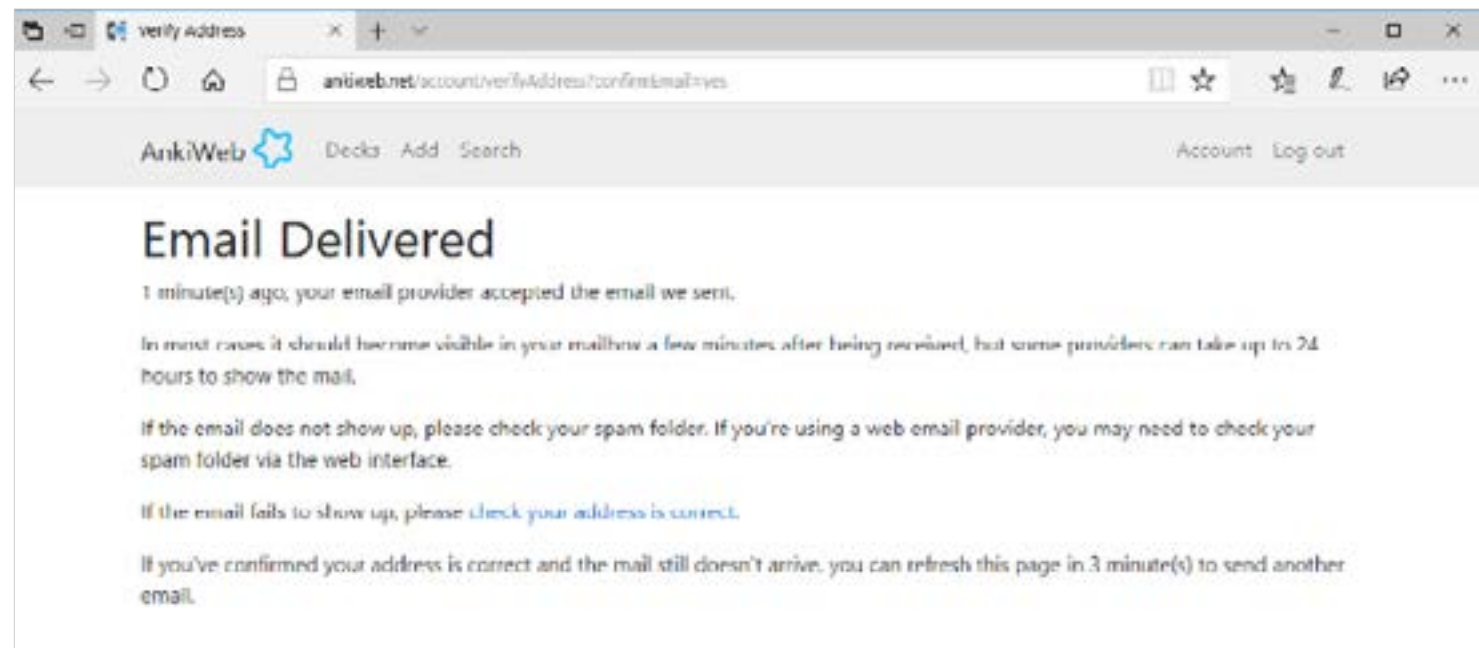 Verify Address
ankiweb.net/account/verifyAddress?confirmEmail=yes
AnkiWeb Decks Add Search Account Log out
Email Delivered
1 minute(s) ago, your email provider accepted the email we sent.
In most cases it should become visible in your mailbox a few minutes after being received, but some providers can take up to 24
hours to show the mail.
If the email does not show up, please check your spam folder. If you're using a web email provider, you may need to check your
spam folder via the web interface.
If the email fails to show up, please check your address is correct.
If you've confirmed your address is correct and the mail still doesn't arrive, you can refresh this page in 3 minute(s) to send another
email.